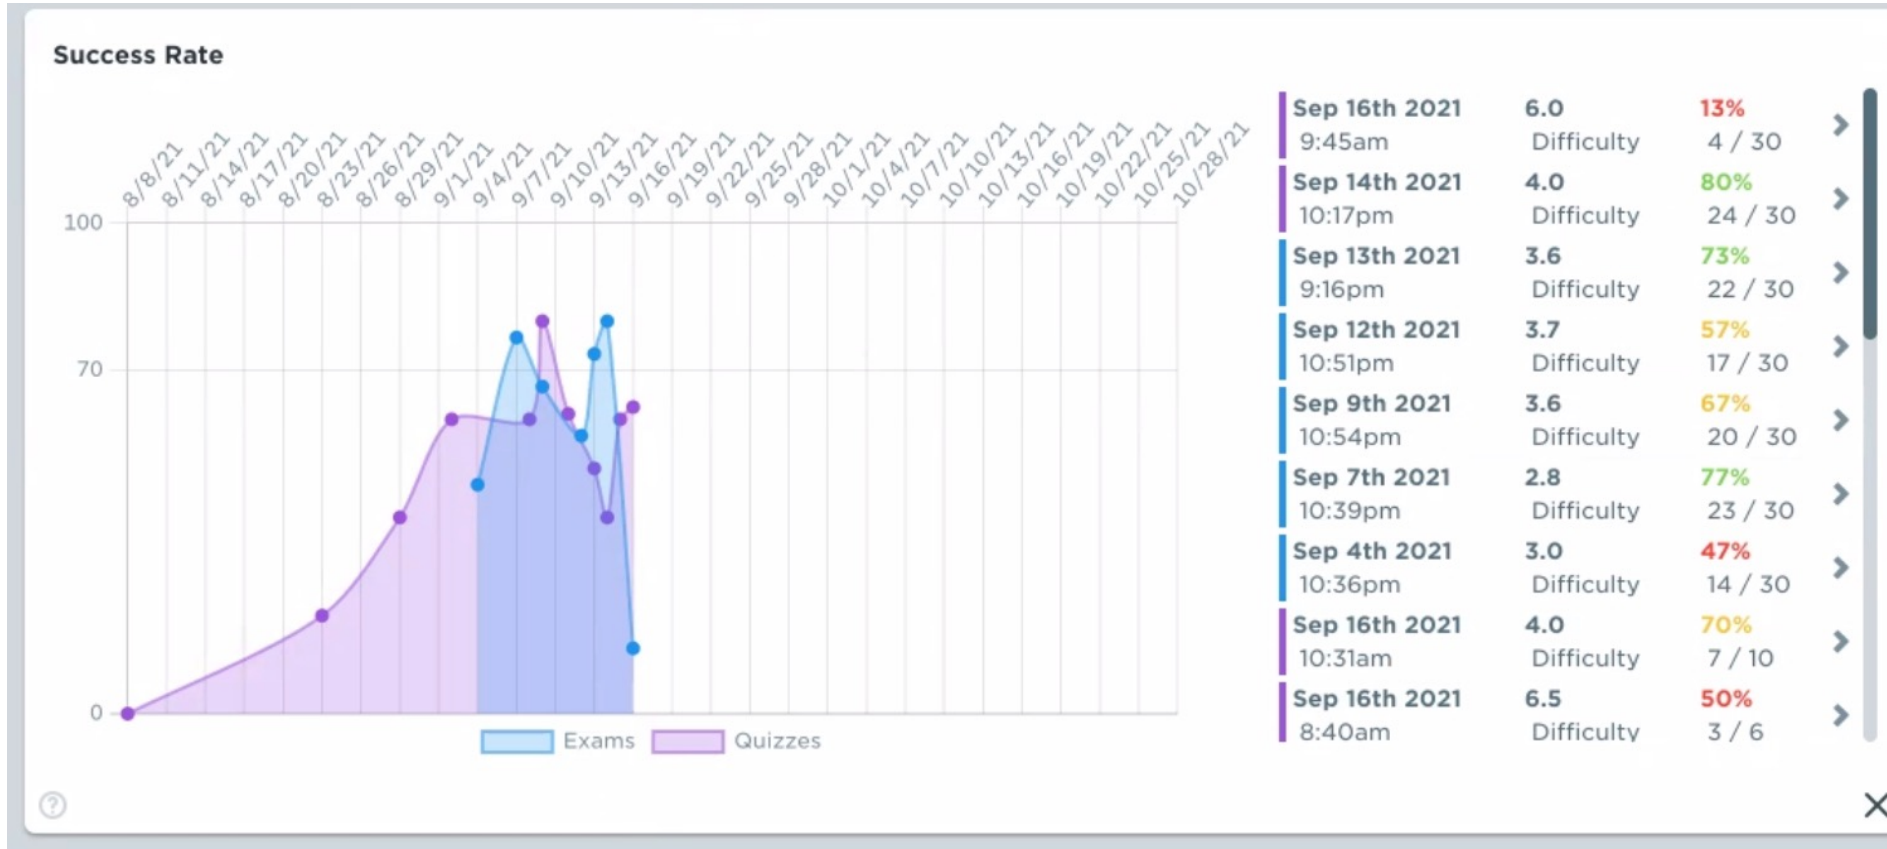 Success Rate
8/8/21
8/11/21
8/14/21
8/17/21
8/20/21
8/23/21
8/26/21
8/29/21
9/1/21
9/4/21
9/7/21
9/10/21
9/13/21
9/16/21
9/19/21
9/22/21
9/25/21
9/28/21
10/1/21
10/4/21
10/7/21
10/10/21
10/13/21
10/16/21
10/19/21
10/22/21
10/25/21
10/28/21
100
70
0
Exams
Quizzes
Sep 16th 2021 6.0 13%
9:45am Difficulty 4 / 30
Sep 14th 2021 4.0 80%
10:17pm Difficulty 24 / 30
Sep 13th 2021 3.6 73%
9:16pm Difficulty 22 / 30
Sep 12th 2021 3.7 57%
10:51pm Difficulty 17 / 30
Sep 9th 2021 3.6 67%
10:54pm Difficulty 20 / 30
Sep 7th 2021 2.8 77%
10:39pm Difficulty 23 / 30
Sep 4th 2021 3.0 47%
10:36pm Difficulty 14 / 30
Sep 16th 2021 4.0 70%
10:31am Difficulty 7 / 10
Sep 16th 2021 6.5 50%
8:40am Difficulty 3 / 6
?